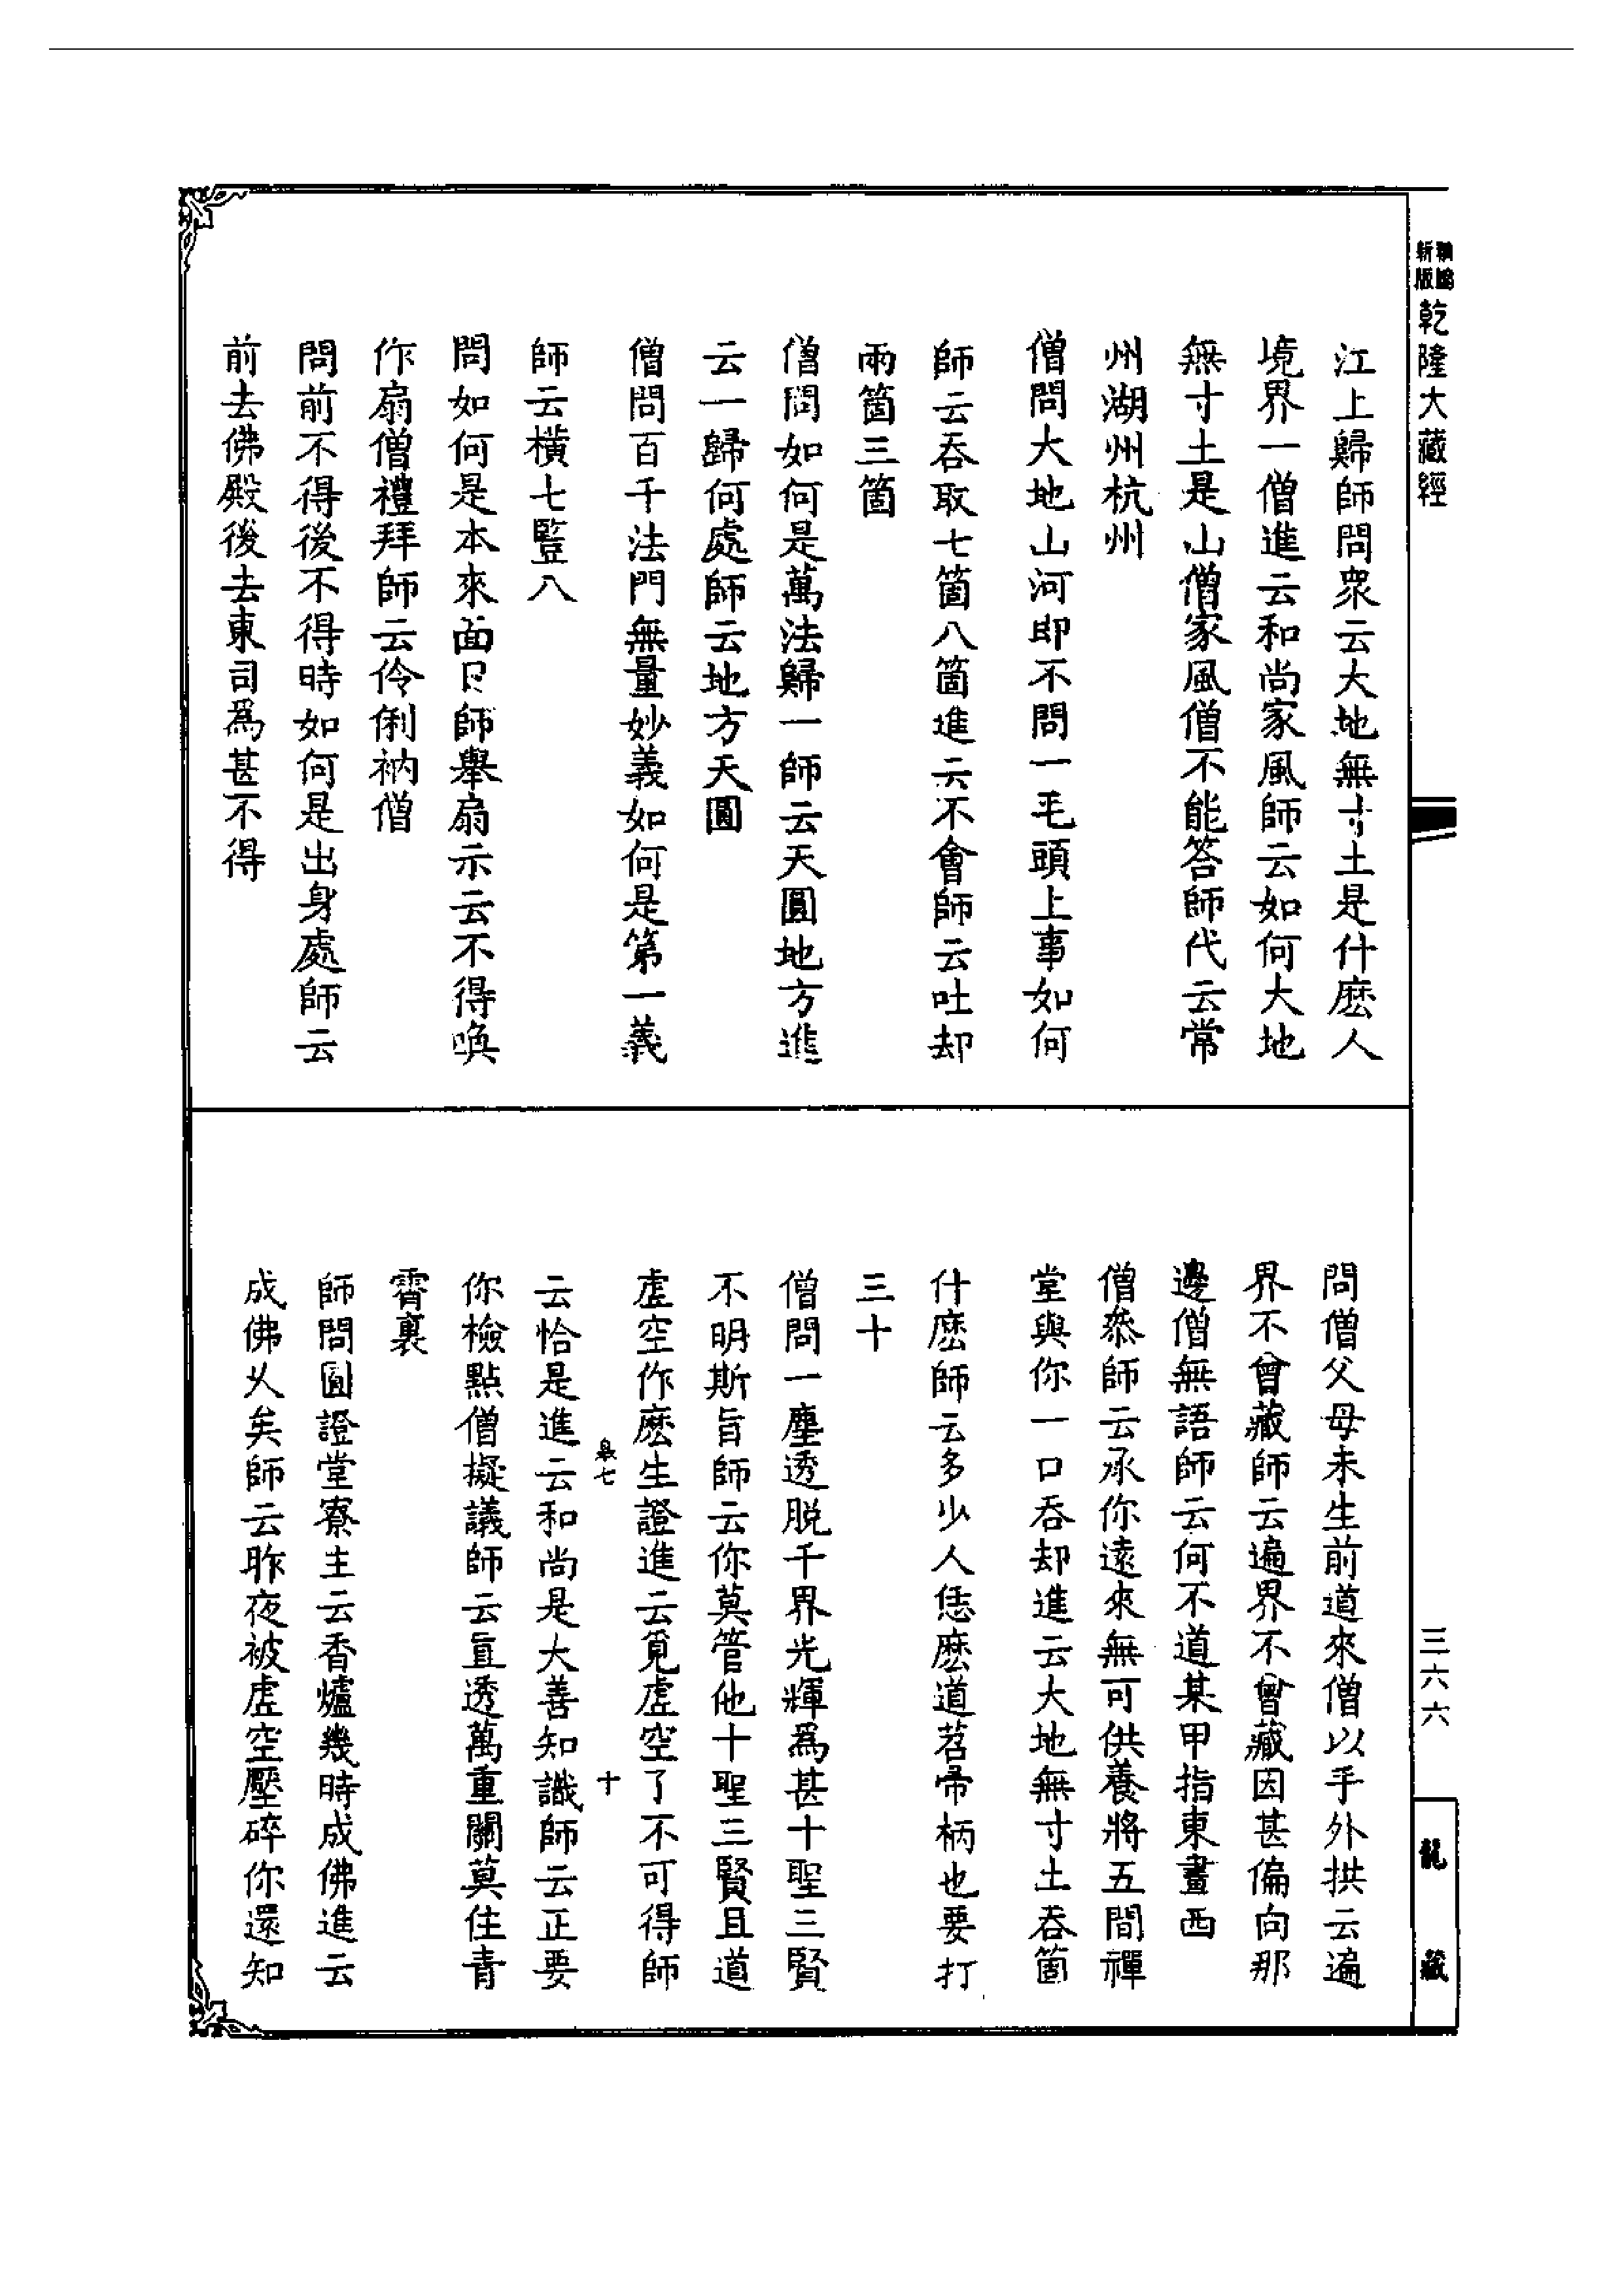 新版
乾隆大藏經
江上歸師問衆云大地無寸土是什麽人
境界一僧進云和尚家風師云如何大地
無寸土是山僧家風僧不能答師代云常
州湖州杭州
僧問大地山河即不問一毛頭上事如何
師云吞取七箇八箇進云不會師云吐却
兩箇三箇
僧問如何是萬法歸一師云天圓地方進
云一歸何處師云地方天圓
僧問百千法門無量妙義如何是第一義
師云橫七豎八
問如何是本來面目師舉扇示云不得喚
作扇僧禮拜師云伶俐衲僧
問前不得後不得時如何是出身處師云
前去佛殿後去東司爲甚不得
問僧父母未生前道來僧以手外拱云遍
界不曾藏師云遍界不曾藏因甚偏向那
邊僧無語師云何不道某甲指東畫西
僧叅師云承你遠來無可供養將五間禪
堂與你一口吞却進云大地無寸土吞箇
什麽師云多少人恁麽道苕帚柄也要打
三十
僧問一塵透脱千界光輝爲甚十聖三賢
不明斯旨師云你莫管他十聖三賢且道
虛空作麽生證進云覓虛空了不可得師
七 十
云恰是進云和尚是大善知識師云正要
你檢點僧擬議師云直透萬重關莫住青
霄裏
師問圓證堂寮主云香爐幾時成佛進云
成佛乆矣師云昨夜被虛空壓碎你還知
三六六
龍藏